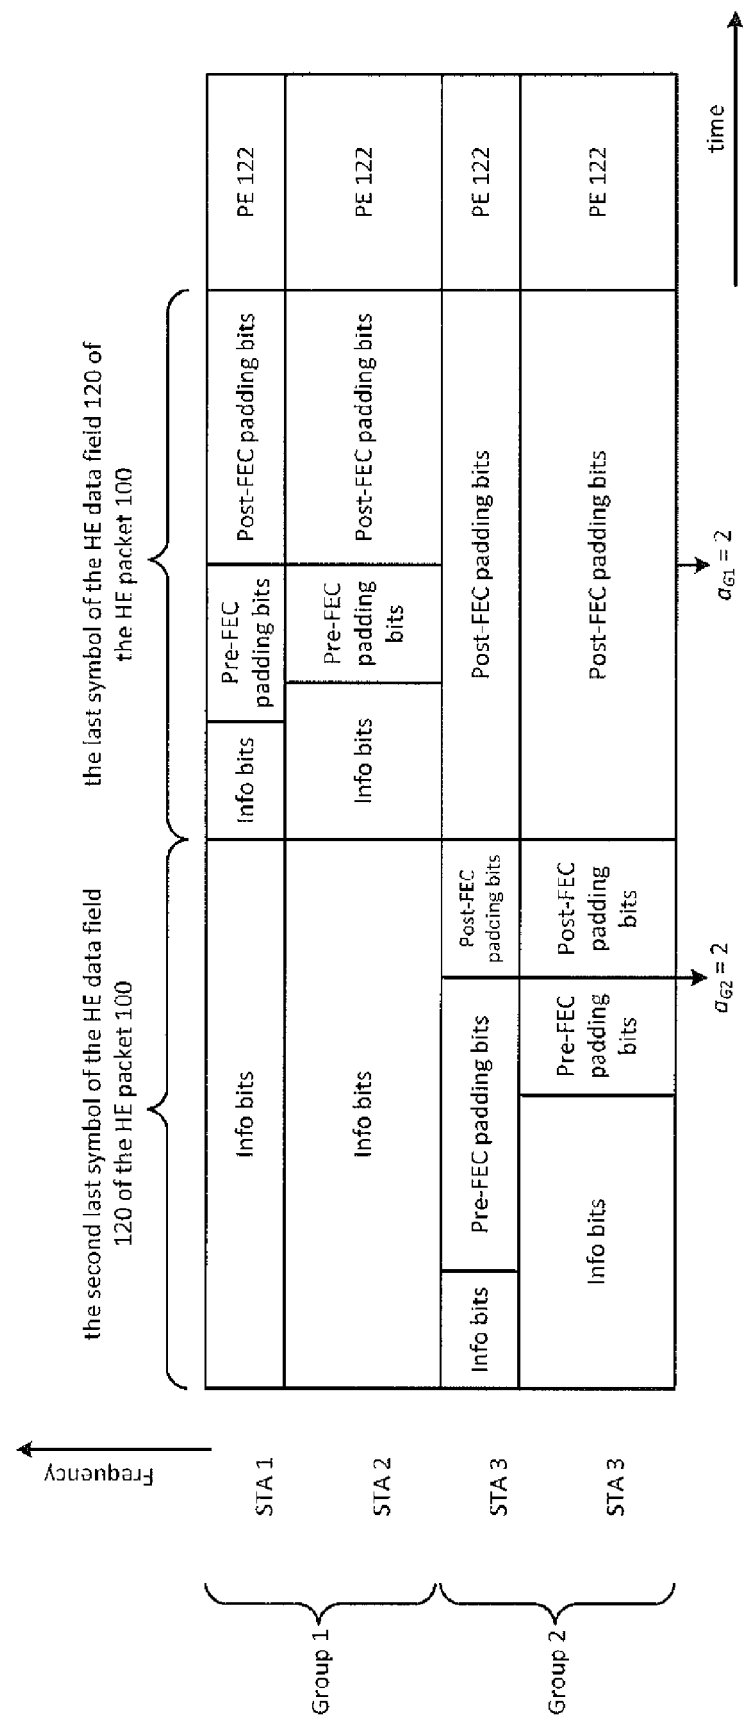 the second last symbol of the HE data field
120 of the HE packet 100
the last symbol of the HE data field 120 of
the HE packet 100
Frequency
Group 1
STA 1
Info bits
Info bits
Pre-FEC
padding bits
Post-FEC padding bits
PE 122
STA 2
Info bits
Info bits
Pre-FEC
padding
bits
Post-FEC padding bits
PE 122
Group 2
STA 3
Info bits
Pre-FEC padding bits
Post-FEC
padding bits
Post-FEC padding bits
PE 122
STA 3
Info bits
Pre-FEC
padding
bits
Post-FEC
padding
bits
Post-FEC padding bits
PE 122
aG2 = 2
aG1 = 2
time